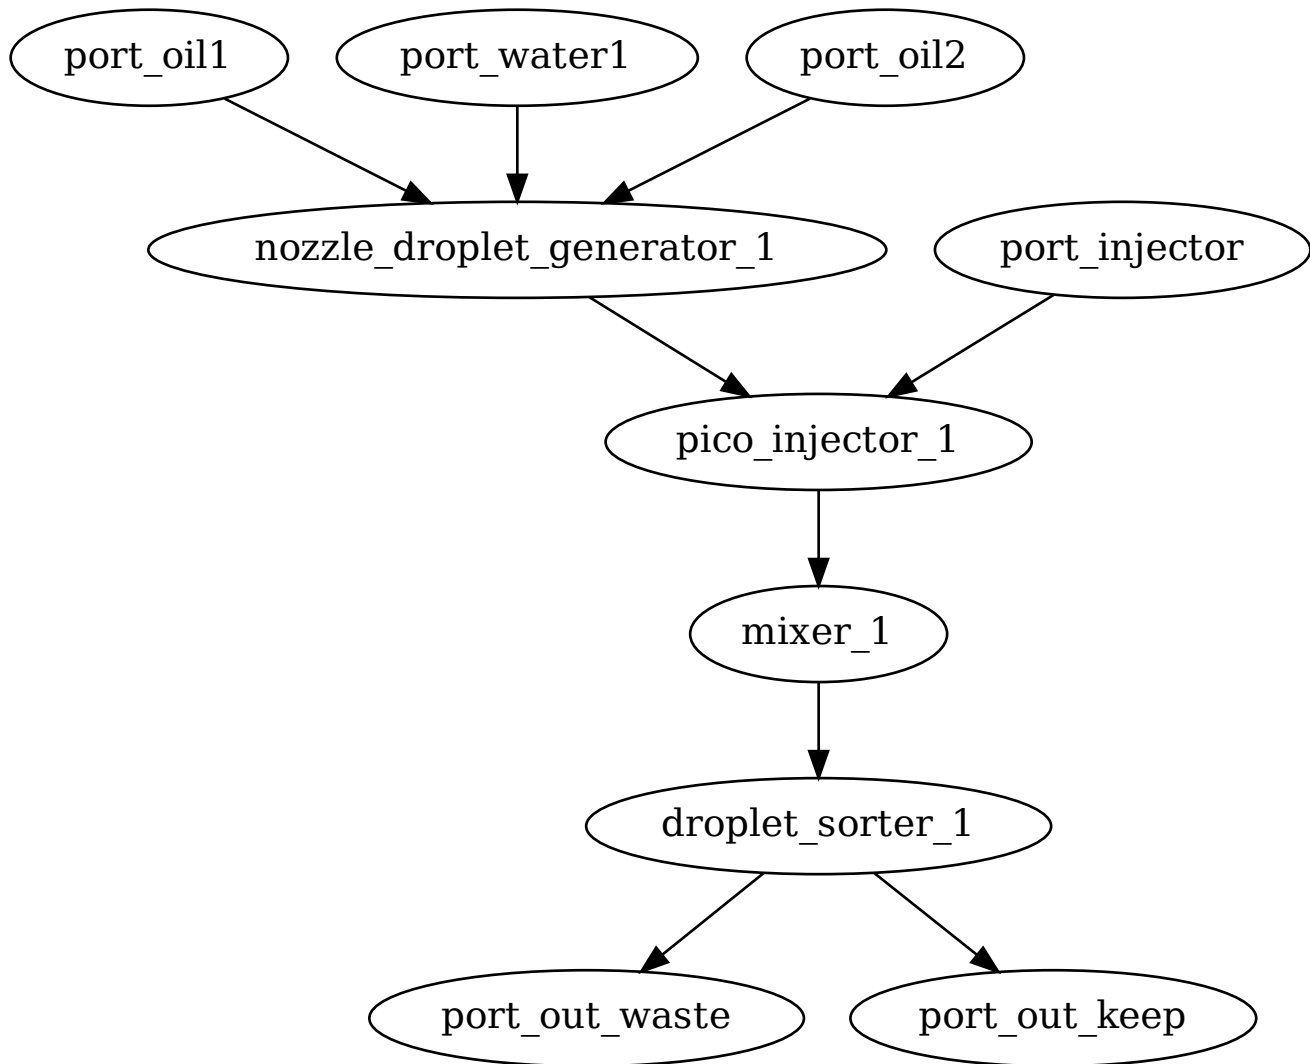 port_oil1
port_water1
port_oil2
nozzle_droplet_generator_1
port_injector
pico_injector_1
mixer_1
droplet_sorter_1
port_out_waste
port_out_keep